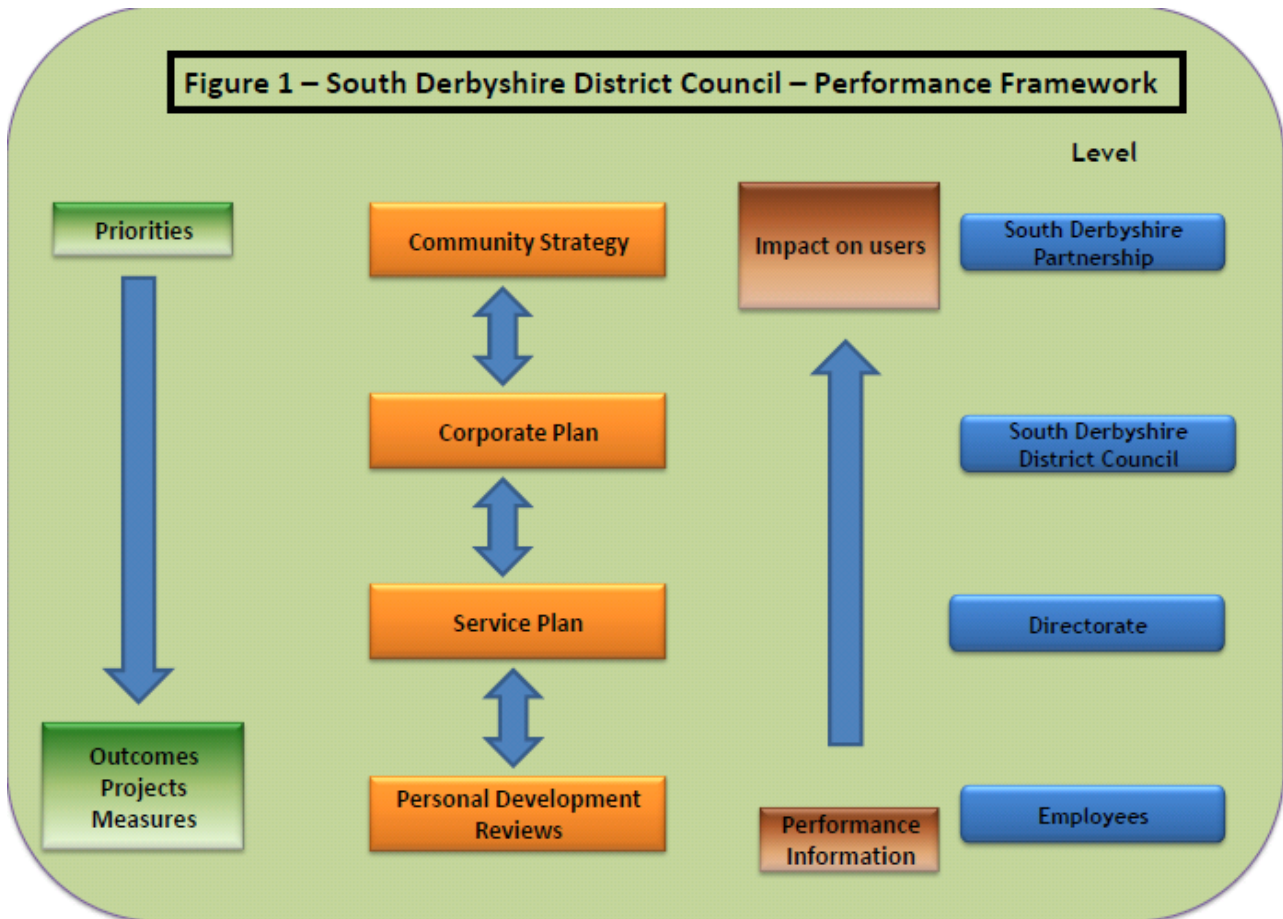 Figure 1 – South Derbyshire District Council – Performance Framework
Level
Priorities
Community Strategy
Impact on users
South Derbyshire
Partnership
Corporate Plan
South Derbyshire
District Council
Service Plan
Directorate
Outcomes
Projects
Measures
Personal Development
Reviews
Performance
Information
Employees